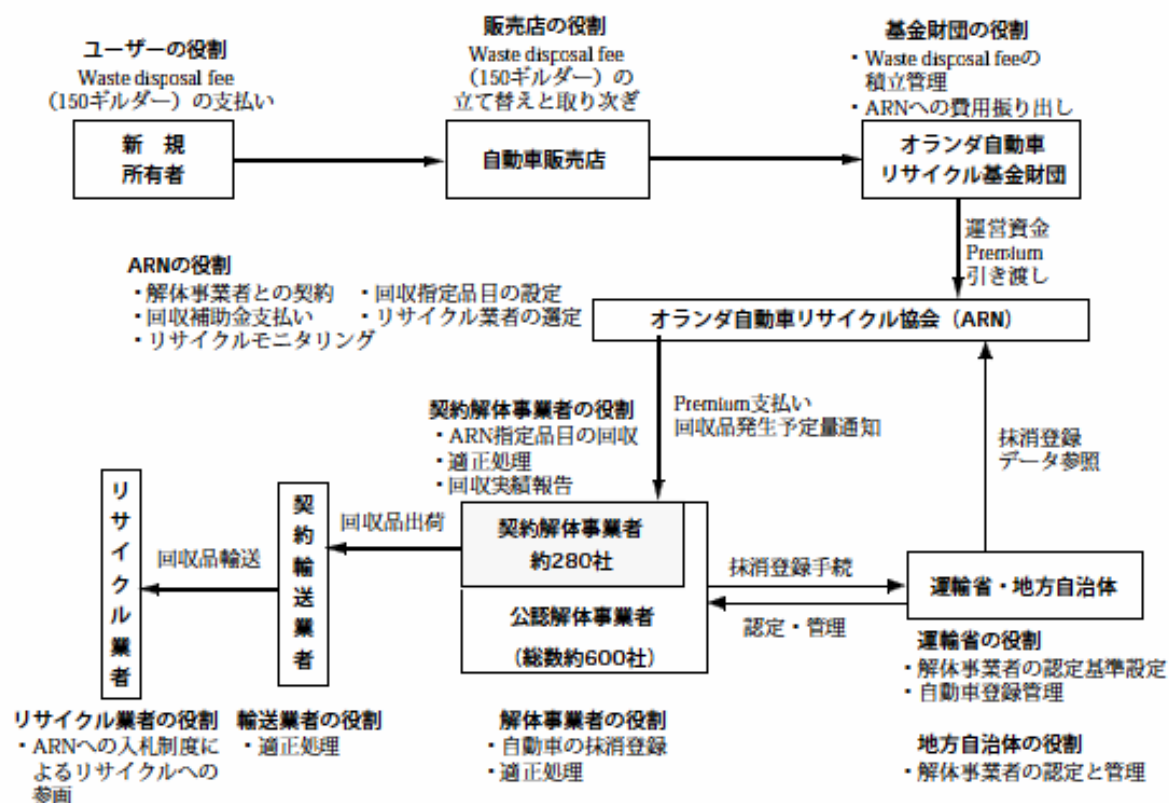 ユーザーの役割
Waste disposal fee
（150ギルダー）の支払い
新　規
所有者
販売店の役割
Waste disposal fee
（150ギルダー）の
立て替えと取り次ぎ
自動車販売店
基金財団の役割
・Waste disposal feeの
積立管理
・ARNへの費用振り出し
オランダ自動車
リサイクル基金財団
運営資金
Premium
引き渡し
ARNの役割
・解体事業者との契約　・回収指定品目の設定
・回収補助金支払い　・リサイクル業者の選定
・リサイクルモニタリング
オランダ自動車リサイクル協会（ARN）
契約解体事業者の役割
・ARN指定品目の回収
・適正処理
・回収実績報告
Premium支払い
回収品発生予定量通知
抹消登録
データ参照
リサイクル業者
回収品輸送
契約輸送業者
回収品出荷
契約解体事業者
約280社
公認解体事業者
（総数約600社）
抹消登録手続
認定・管理
運輸省・地方自治体
リサイクル業者の役割
・ARNへの入札制度に
よるリサイクルへの
参画
輸送業者の役割
・適正処理
解体事業者の役割
・自動車の抹消登録
・適正処理
運輸省の役割
・解体事業者の認定基準設定
・自動車登録管理
地方自治体の役割
・解体事業者の認定と管理